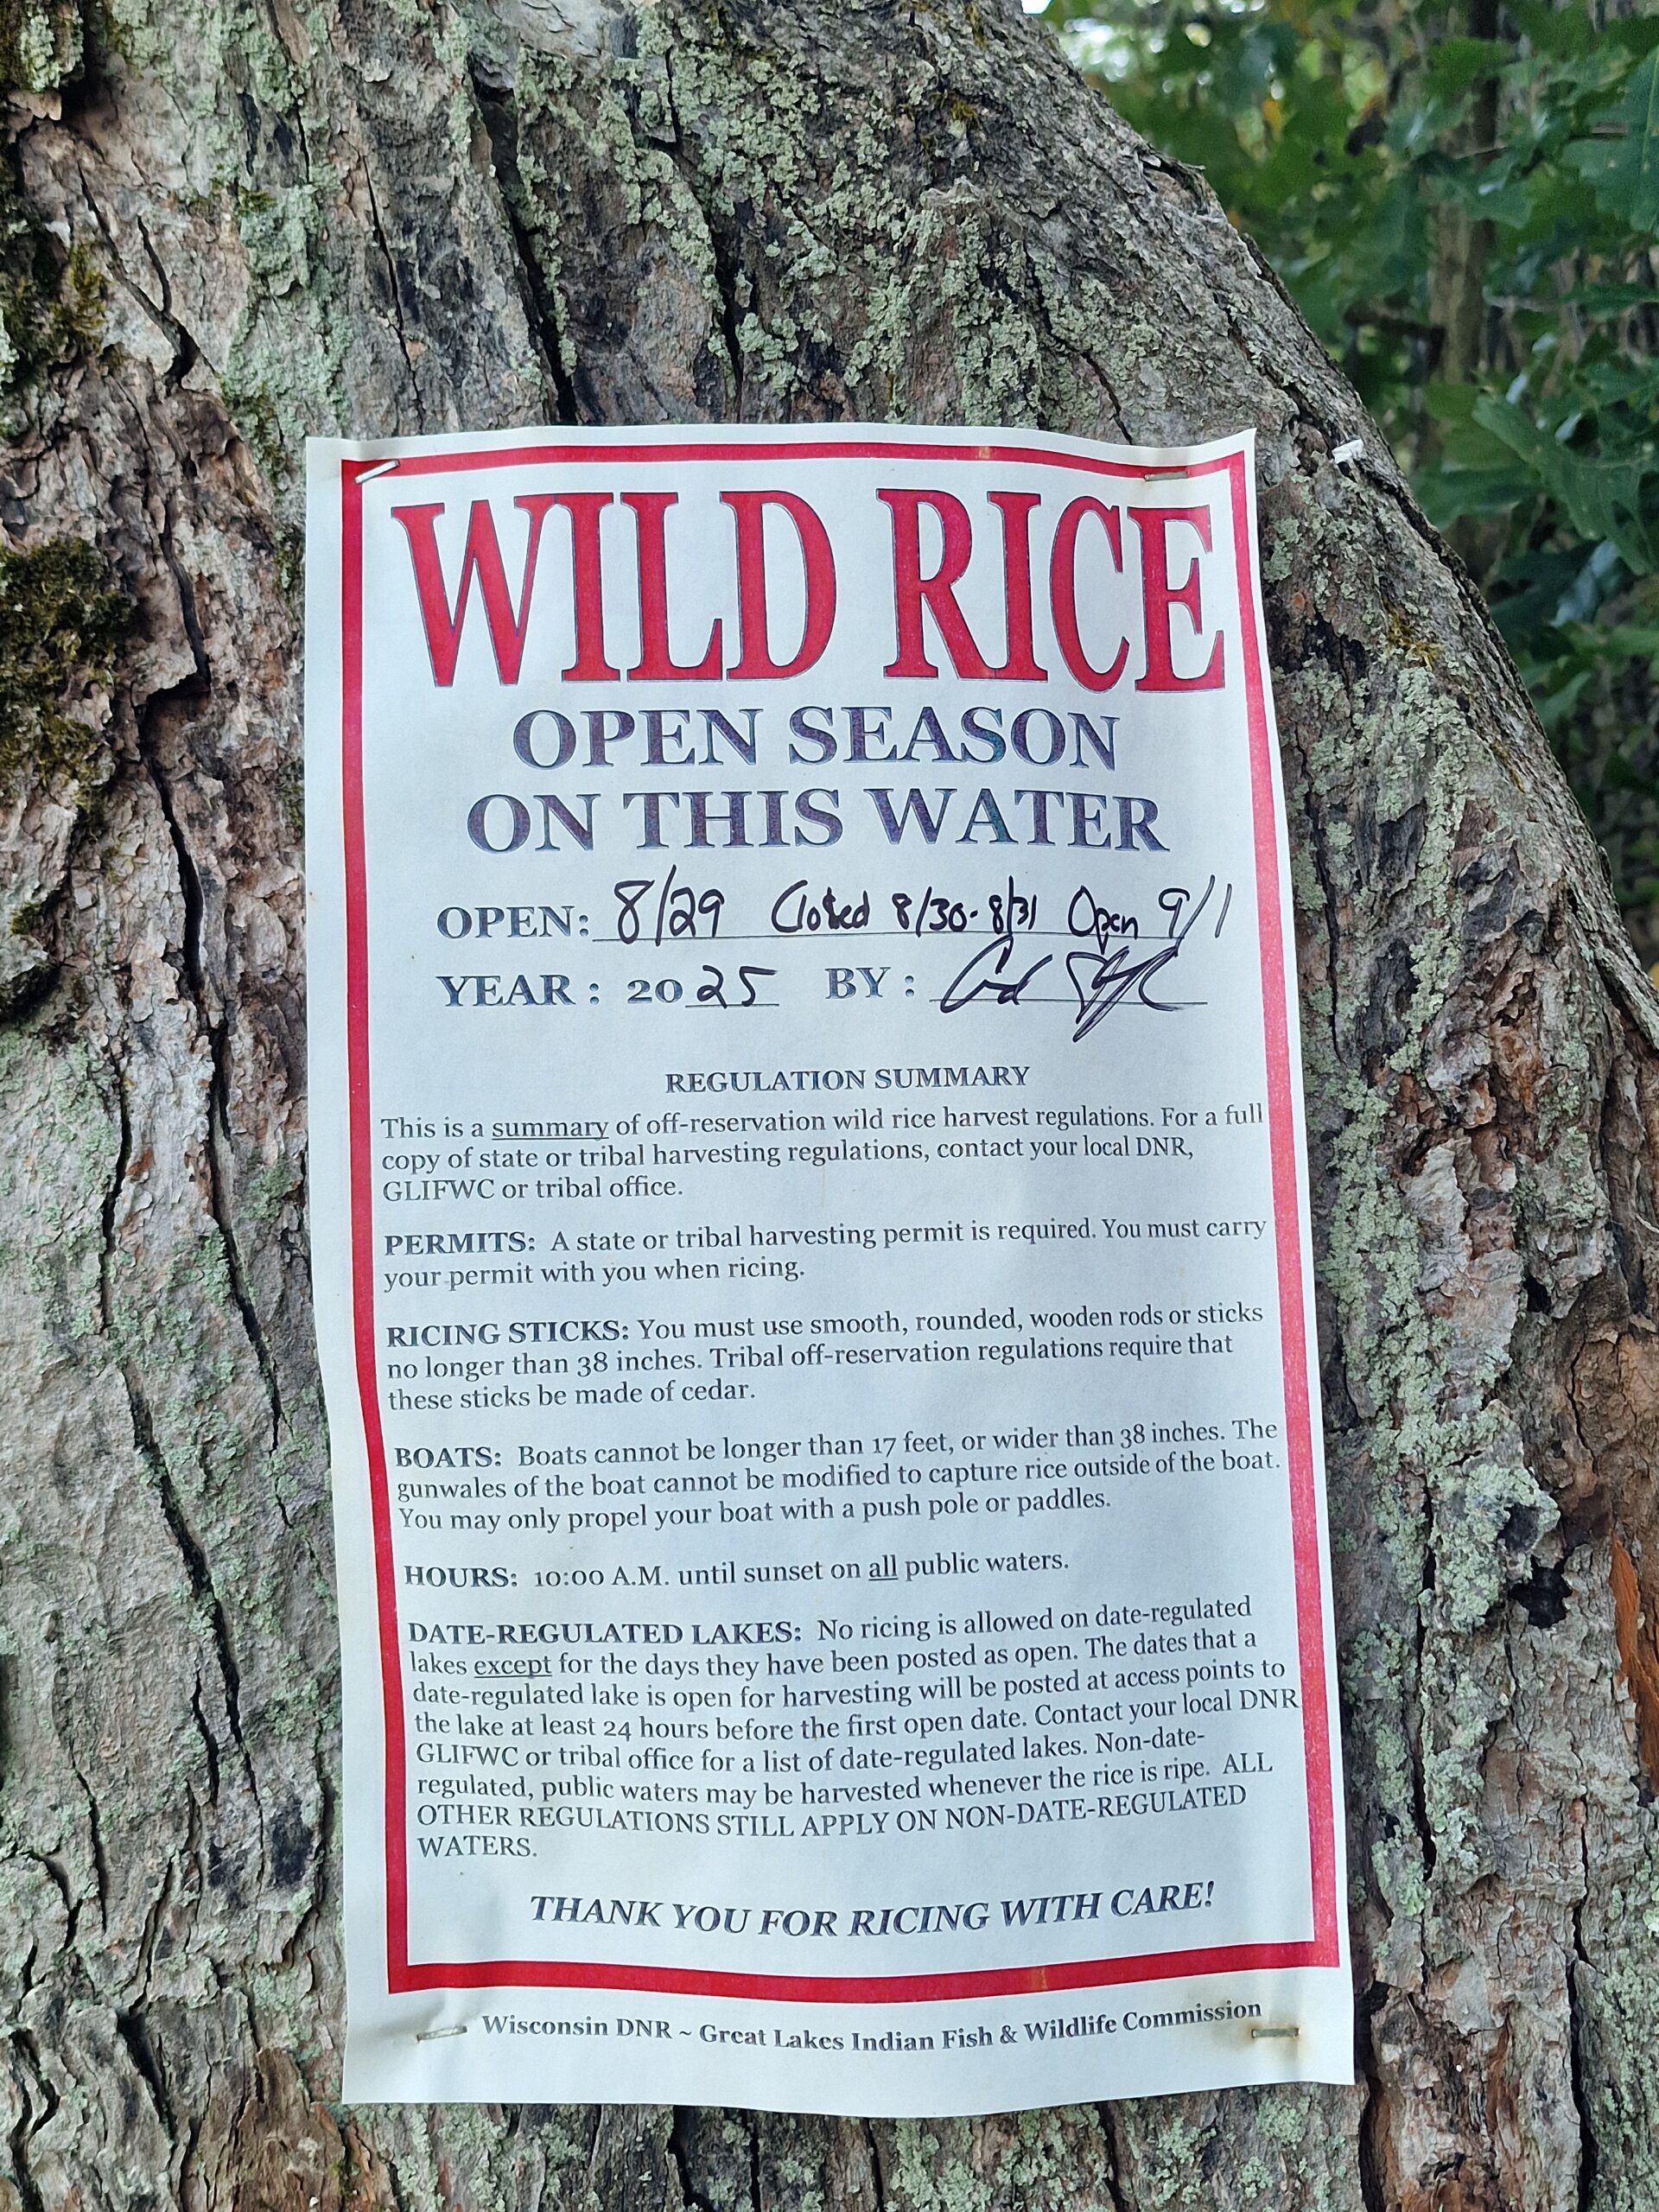 WILD RICE
OPEN SEASON
ON THIS WATER
OPEN: 8/29 Closed 8/30-8/31 Open 9/1
YEAR: 2025 BY:
REGULATION SUMMARY
This is a summary of off-reservation wild rice harvest regulations. For a full
copy of state or tribal harvesting regulations, contact your local DNR,
GLIFWC or tribal office.
PERMITS: A state or tribal harvesting permit is required. You must carry
your permit with you when ricing.
RICING STICKS: You must use smooth, rounded, wooden rods or sticks
no longer than 38 inches. Tribal off-reservation regulations require that
these sticks be made of cedar.
BOATS: Boats cannot be longer than 17 feet, or wider than 38 inches. The
gunwales of the boat cannot be modified to capture rice outside of the boat.
You may only propel your boat with a push pole or paddles.
HOURS: 10:00 A.M. until sunset on all public waters.
DATE-REGULATED LAKES: No ricing is allowed on date-regulated
lakes except for the days they have been posted as open. The dates that a
date-regulated lake is open for harvesting will be posted at access points to
the lake at least 24 hours before the first open date. Contact your local DNR
GLIFWC or tribal office for a list of date-regulated lakes. Non-date-
regulated, public waters may be harvested whenever the rice is ripe. ALL
OTHER REGULATIONS STILL APPLY ON NON-DATE-REGULATED
WATERS.
THANK YOU FOR RICING WITH CARE!
Wisconsin DNR ~ Great Lakes Indian Fish & Wildlife Commission